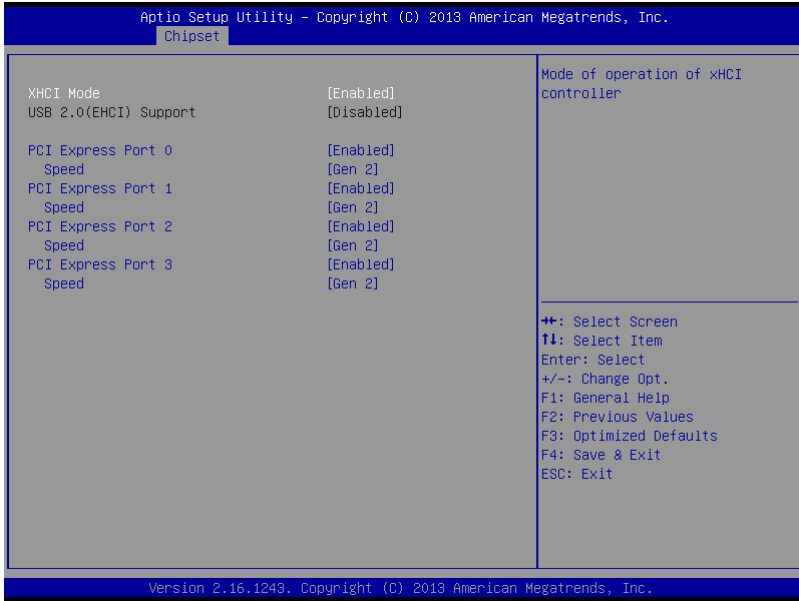 Aptio Setup Utility – Copyright (C) 2013 American Megatrends, Inc.
Chipset
XHCI Mode [Enabled]
USB 2.0(EHCI) Support [Disabled]
PCI Express Port 0 [Enabled]
Speed [Gen 2]
PCI Express Port 1 [Enabled]
Speed [Gen 2]
PCI Express Port 2 [Enabled]
Speed [Gen 2]
PCI Express Port 3 [Enabled]
Speed [Gen 2]
Mode of operation of xHCI
controller
→←: Select Screen
↑↓: Select Item
Enter: Select
+/-: Change Opt.
F1: General Help
F2: Previous Values
F3: Optimized Defaults
F4: Save & Exit
ESC: Exit
Version 2.16.1243. Copyright (C) 2013 American Megatrends, Inc.